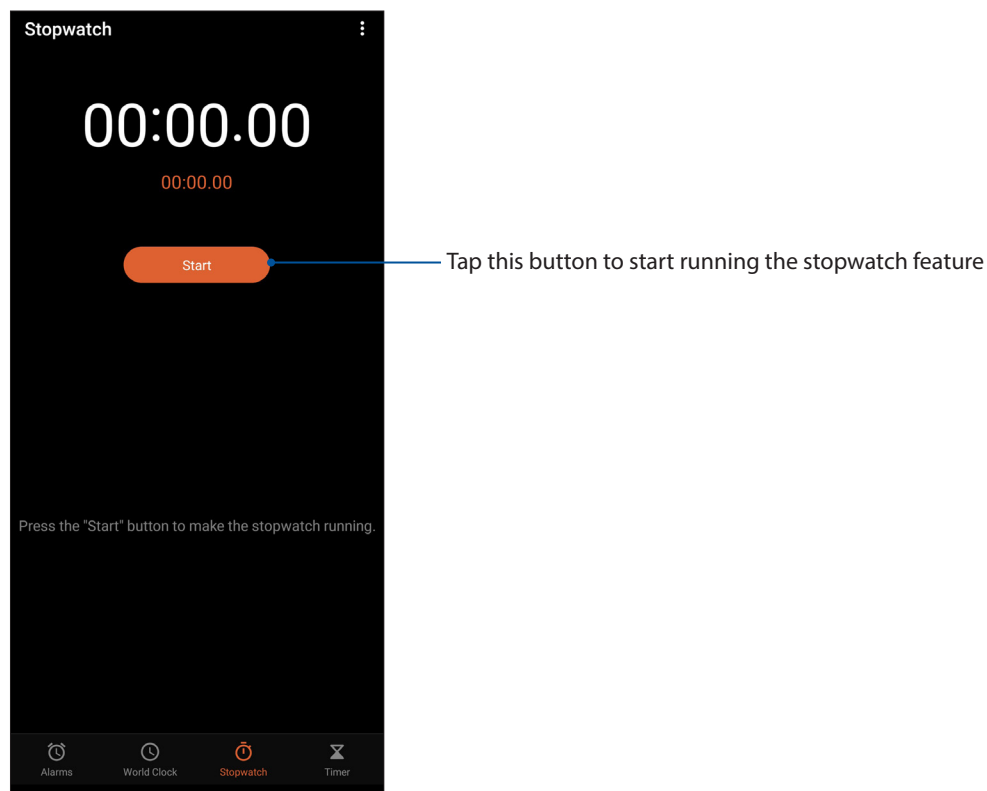 Stopwatch
00:00.00
00:00.00
Start
Tap this button to start running the stopwatch feature
Press the "Start" button to make the stopwatch running.
Alarms
World Clock
Stopwatch
Timer